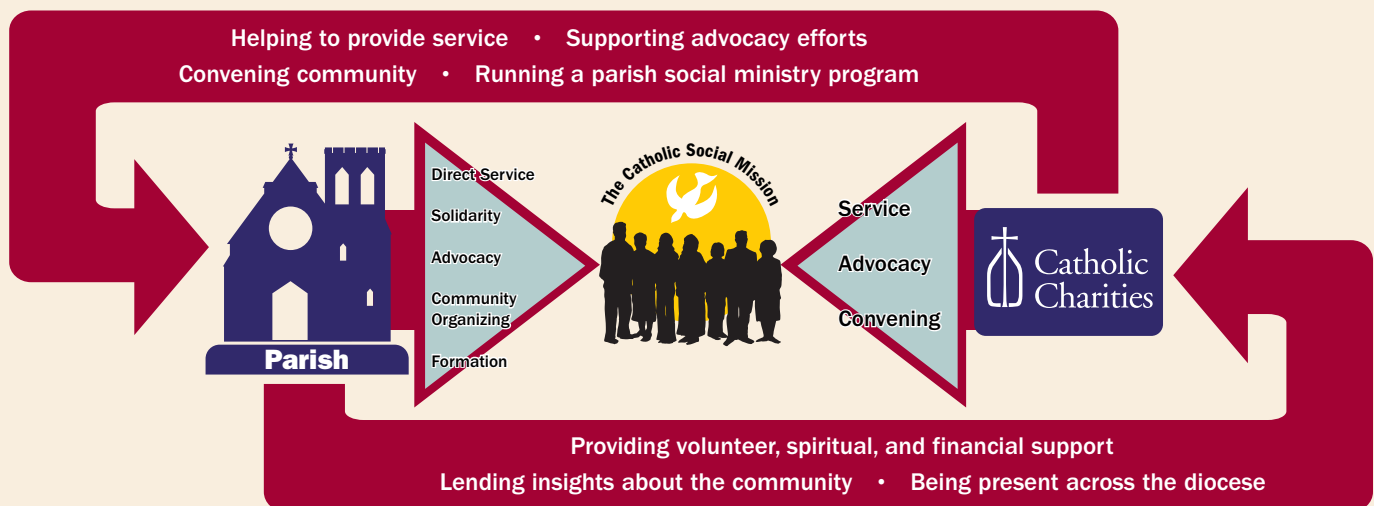 Helping to provide service • Supporting advocacy efforts
Convening community • Running a parish social ministry program
The Catholic Social Mission
Direct Service
Solidarity
Advocacy
Community
Organizing
Formation
Service
Advocacy
Convening
Catholic
Charities
Parish
Providing volunteer, spiritual, and financial support
Lending insights about the community • Being present across the diocese